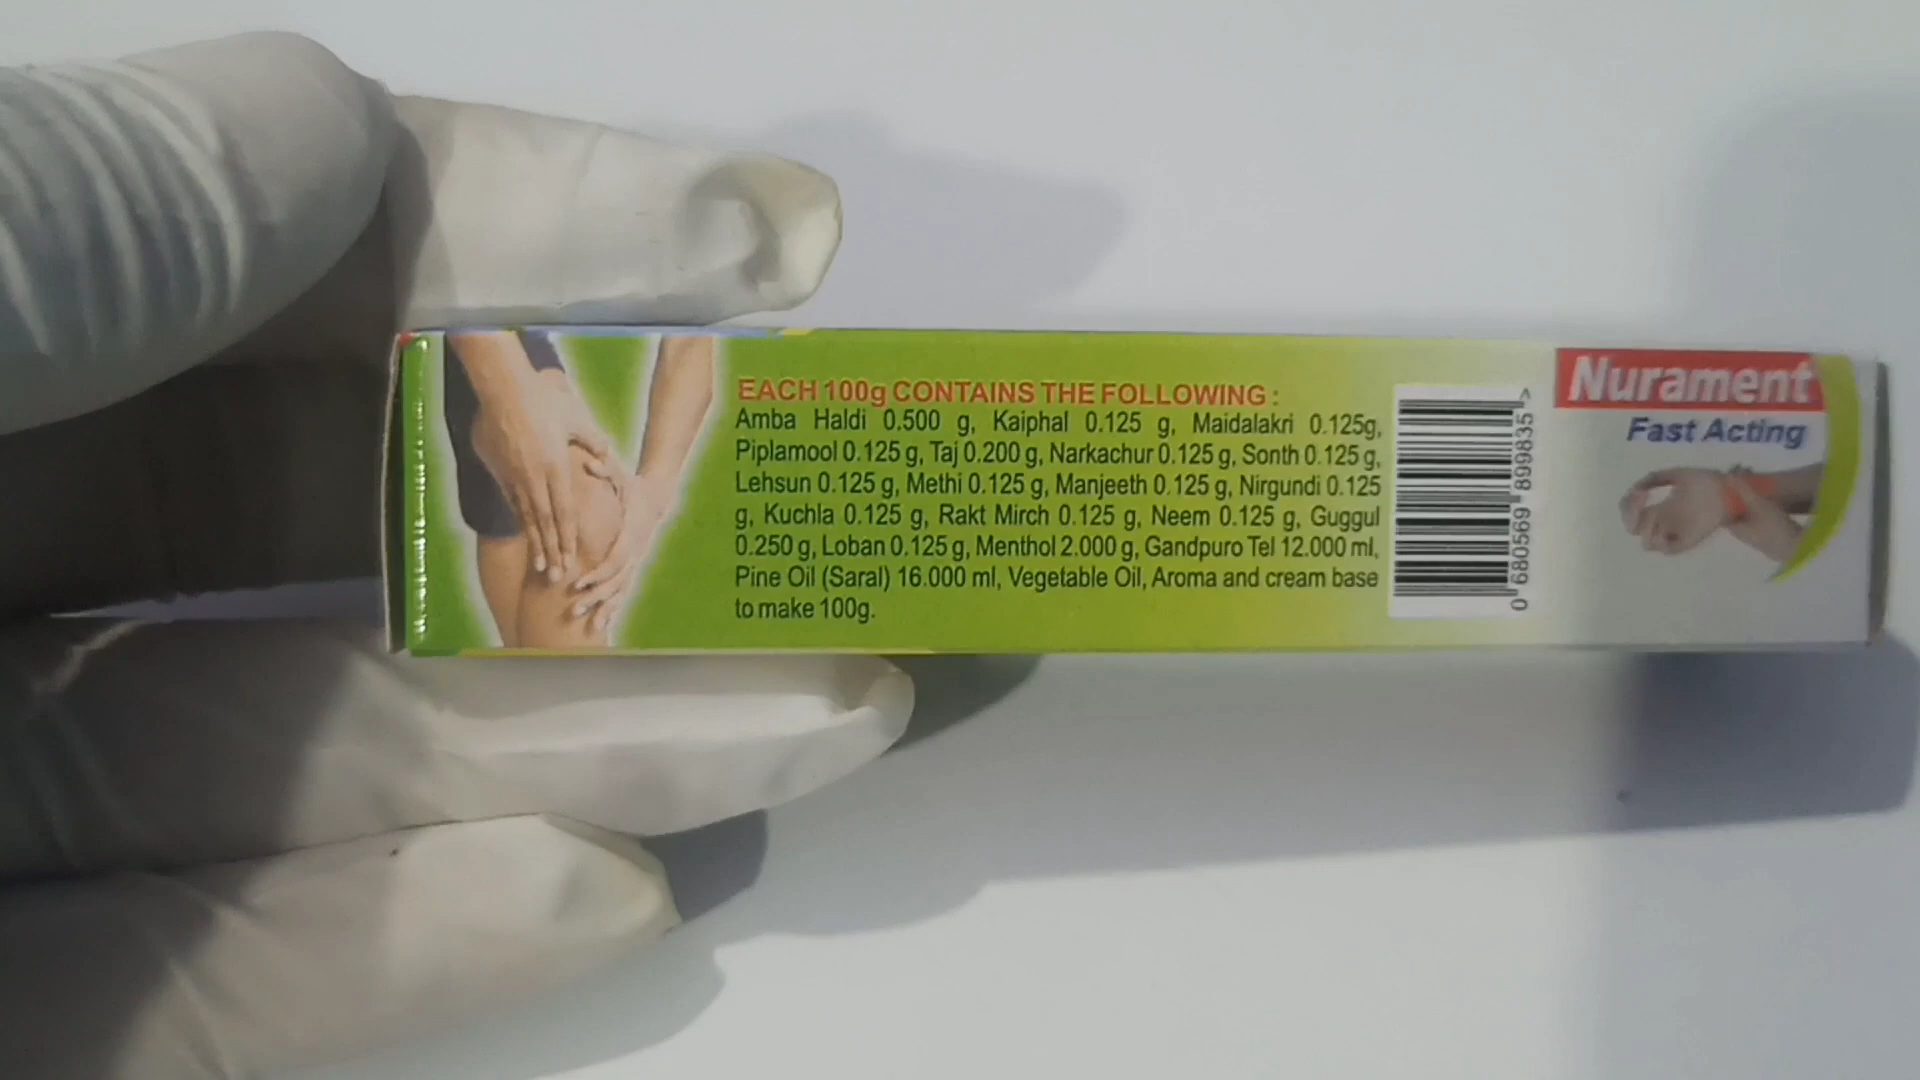 EACH 100g CONTAINS THE FOLLOWING :
Amba Haldi 0.500 g, Kaiphal 0.125 g, Maidalakri 0.125g,
Piplamool 0.125 g, Taj 0.200 g, Narkachur 0.125 g, Sonth 0.125 g,
Lehsun 0.125 g, Methi 0.125 g, Manjeeth 0.125 g, Nirgundi 0.125
g, Kuchla 0.125 g, Rakt Mirch 0.125 g, Neem 0.125 g, Guggul
0.250 g, Loban 0.125 g, Menthol 2.000 g, Gandpuro Tel 12.000 ml,
Pine Oil (Saral) 16.000 ml, Vegetable Oil, Aroma and cream base
to make 100g.
0 680569 899835 >
Nurament
Fast Acting